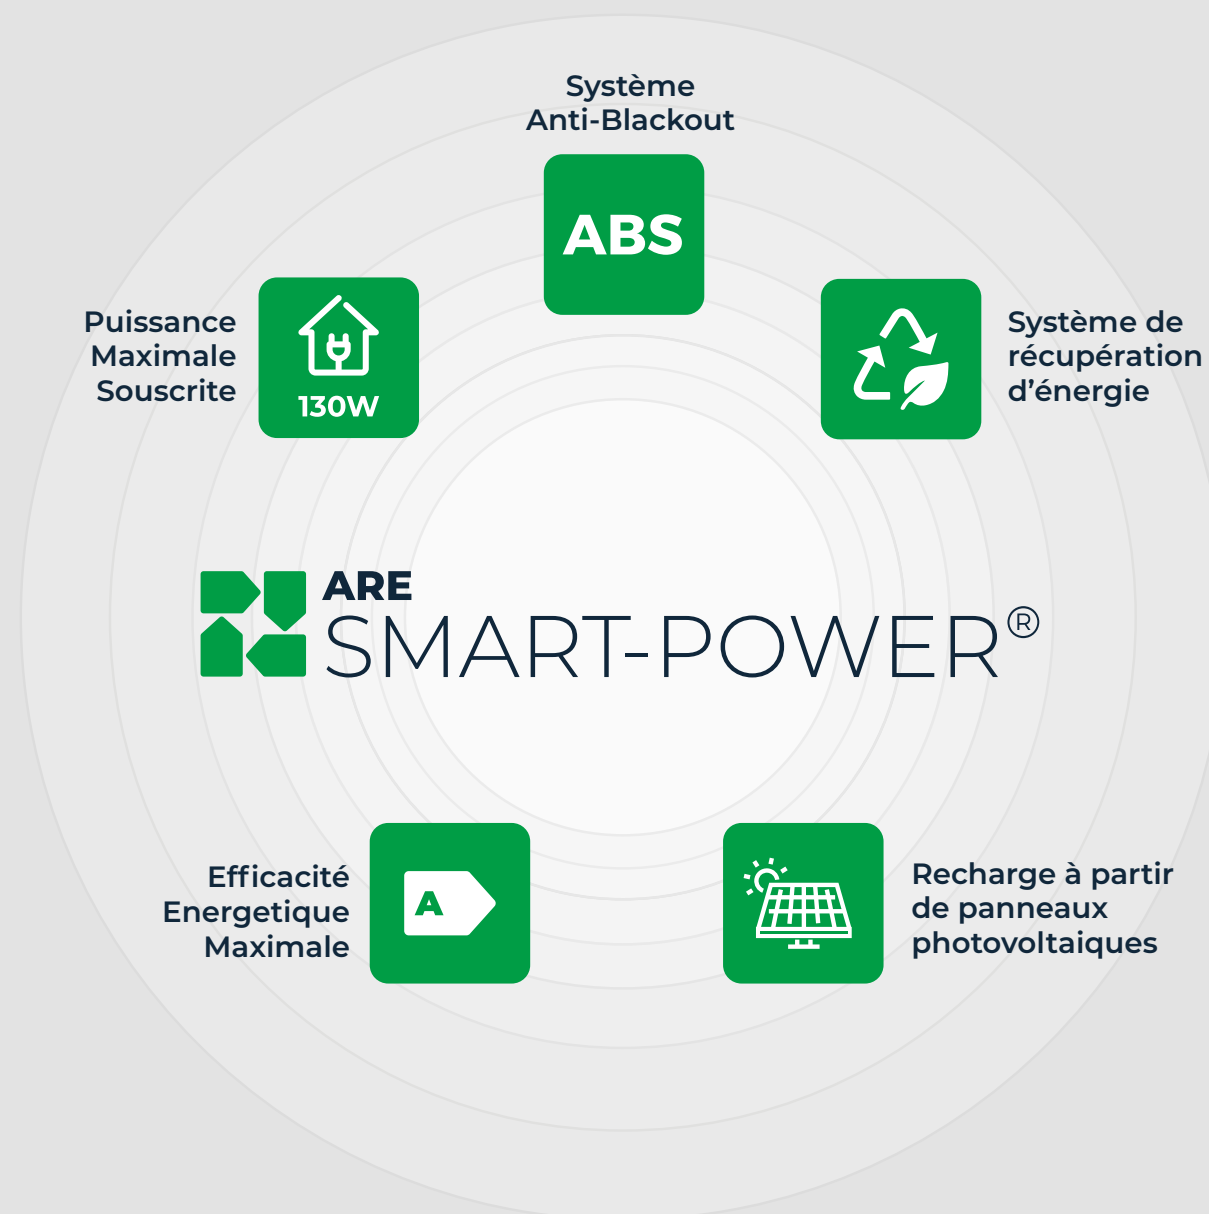 Système
Anti-Blackout
ABS
Puissance
Maximale
Souscrite
130W
Système de
récupération
d’énergie
ARE
SMART-POWER®
Efficacité
Energetique
Maximale
A
Recharge à partir
de panneaux
photovoltaiques